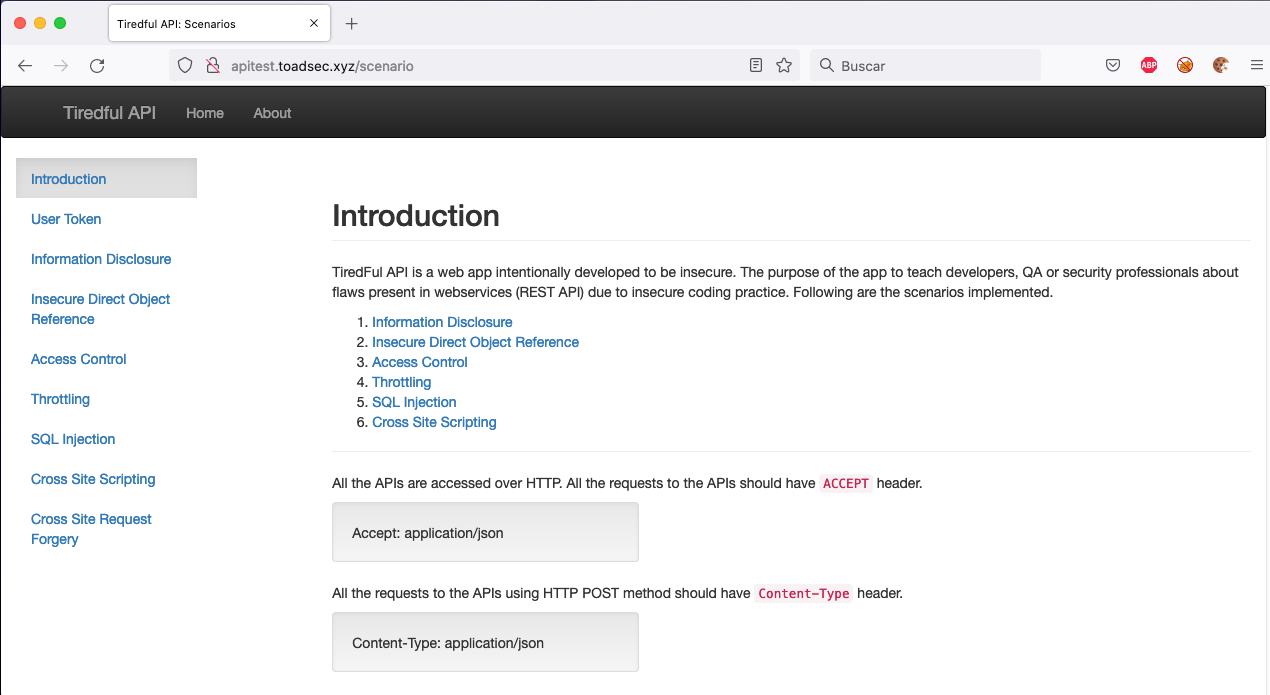 Tiredful API: Scenarios
apitest.toadsec.xyz/scenario
Buscar
ABP
Tiredful API Home About
Introduction
User Token
Information Disclosure
Insecure Direct Object
Reference
Access Control
Throttling
SQL Injection
Cross Site Scripting
Cross Site Request
Forgery
Introduction
TiredFul API is a web app intentionally developed to be insecure. The purpose of the app to teach developers, QA or security professionals about
flaws present in webservices (REST API) due to insecure coding practice. Following are the scenarios implemented.
1. Information Disclosure
2. Insecure Direct Object Reference
3. Access Control
4. Throttling
5. SQL Injection
6. Cross Site Scripting
All the APIs are accessed over HTTP. All the requests to the APIs should have ACCEPT header.
Accept: application/json
All the requests to the APIs using HTTP POST method should have Content-Type header.
Content-Type: application/json